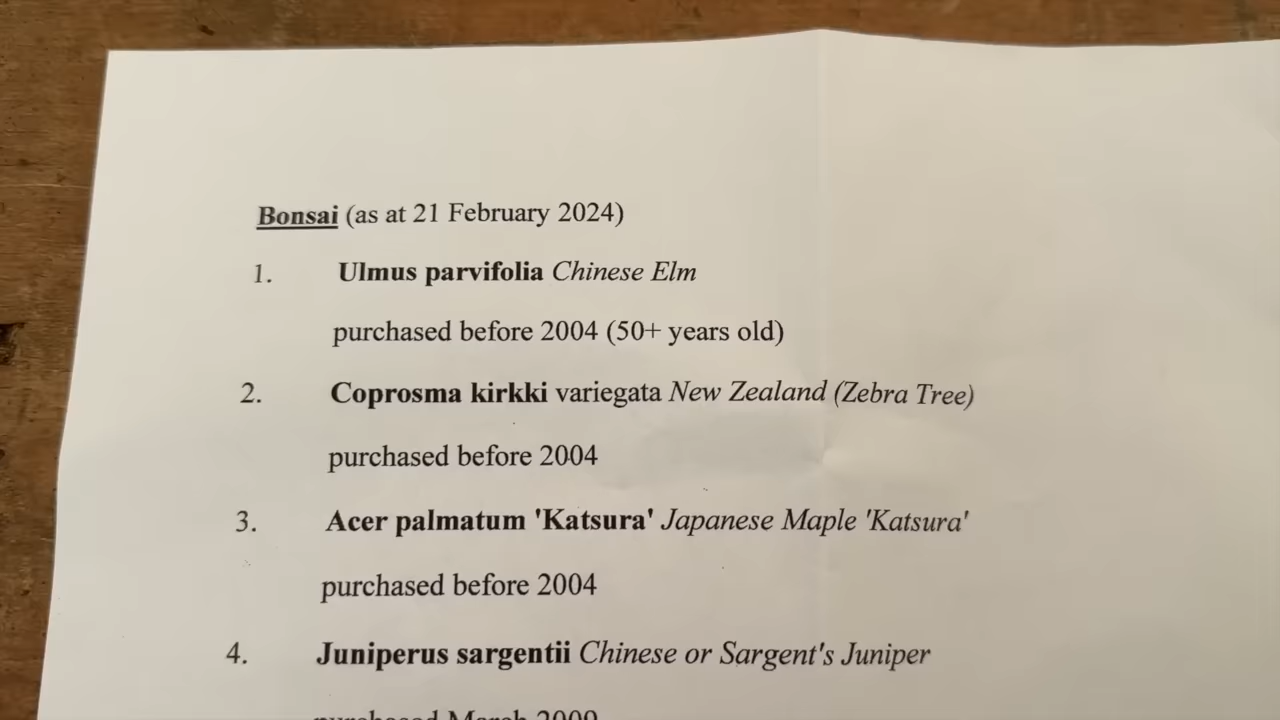 Bonsai (as at 21 February 2024)
1. Ulmus parvifolia Chinese Elm
purchased before 2004 (50+ years old)
2. Coprosma kirkki variegata New Zealand (Zebra Tree)
purchased before 2004
3. Acer palmatum 'Katsura' Japanese Maple 'Katsura'
purchased before 2004
4. Juniperus sargentii Chinese or Sargent's Juniper
purchased March